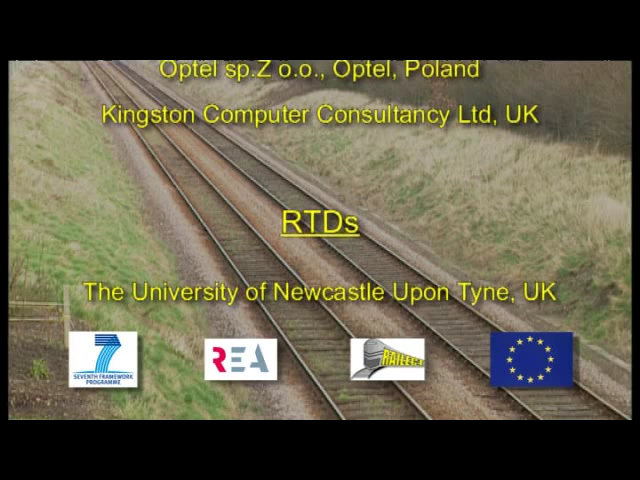 Optel sp.Z o.o., Optel, Poland
Kingston Computer Consultancy Ltd, UK
RTDs
The University of Newcastle Upon Tyne, UK
7
SEVENTH FRAMEWORK
PROGRAMME
REA